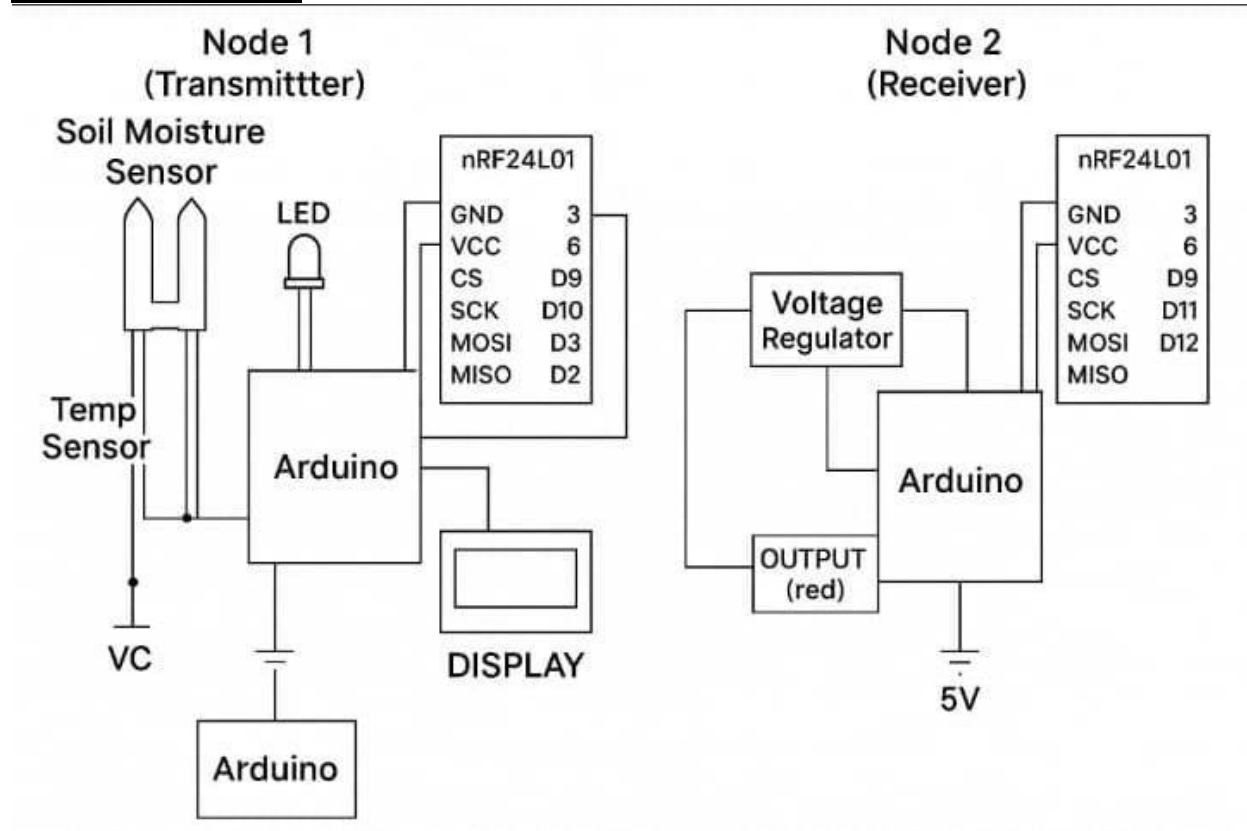 Node 1
(Transmittter)
Soil Moisture
Sensor
LED
nRF24L01
GND 3
VCC 6
CS D9
SCK D10
MOSI D3
MISO D2
Temp
Sensor
Arduino
VC
DISPLAY
Arduino
Node 2
(Receiver)
nRF24L01
GND 3
VCC 6
CS D9
SCK D11
MOSI D12
MISO
Voltage
Regulator
Arduino
OUTPUT
(red)
5V